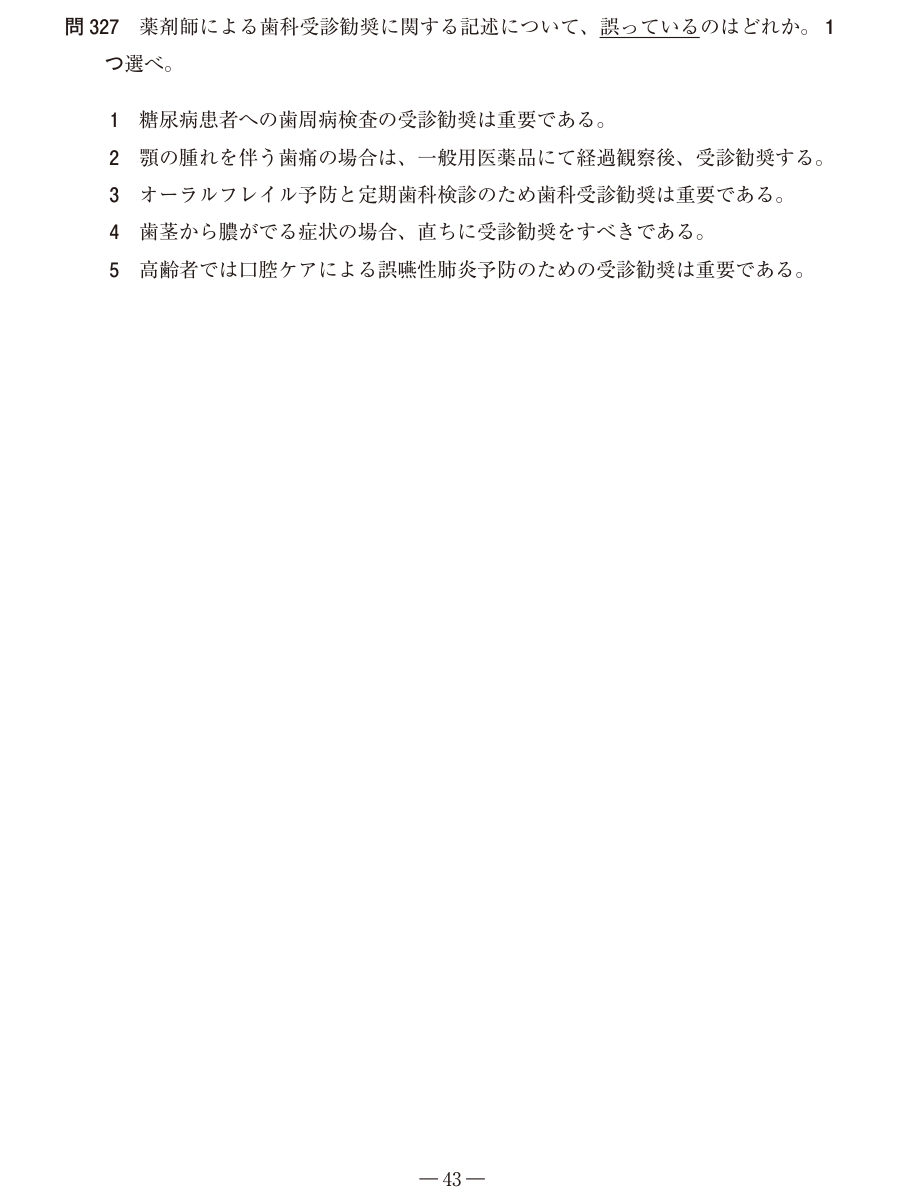 問 327　薬剤師による歯科受診勧奨に関する記述について、誤っているのはどれか。1
つ選べ。
1　糖尿病患者への歯周病検査の受診勧奨は重要である。
2　顎の腫れを伴う歯痛の場合は、一般用医薬品にて経過観察後、受診勧奨する。
3　オーラルフレイル予防と定期歯科検診のため歯科受診勧奨は重要である。
4　歯茎から膿がでる症状の場合、直ちに受診勧奨をすべきである。
5　高齢者では口腔ケアによる誤嚥性肺炎予防のための受診勧奨は重要である。
— 43 —